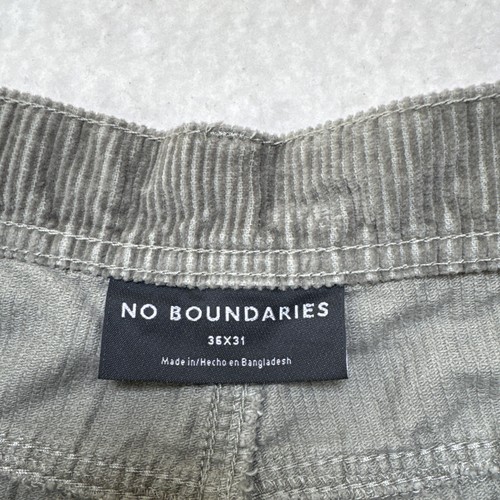 NO BOUNDARIES
36X31
Made in/Hecho en Bangladesh